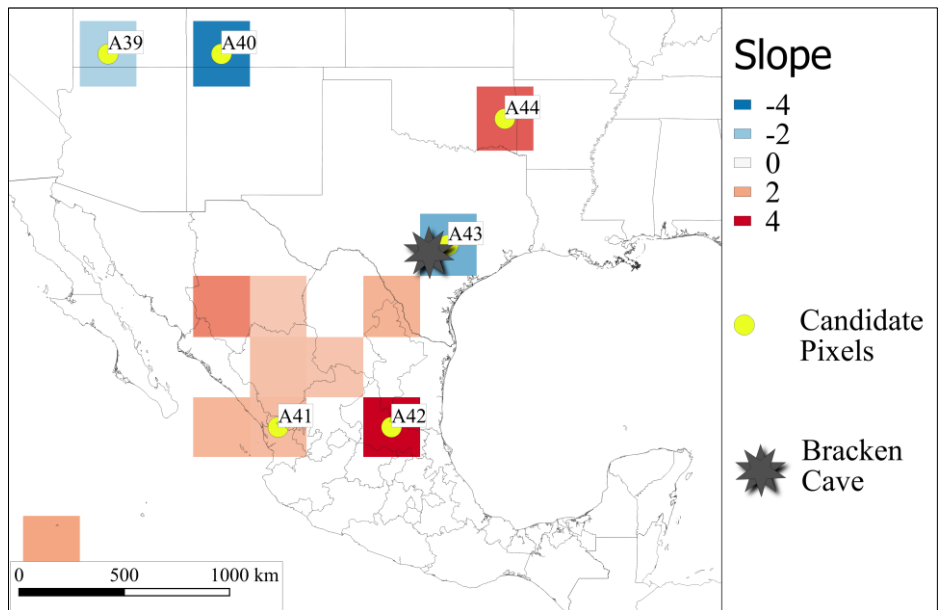 A39
A40
A44
A43
A41
A42
0
500
1000 km
Slope
-4
-2
0
2
4
Candidate
Pixels
Bracken
Cave